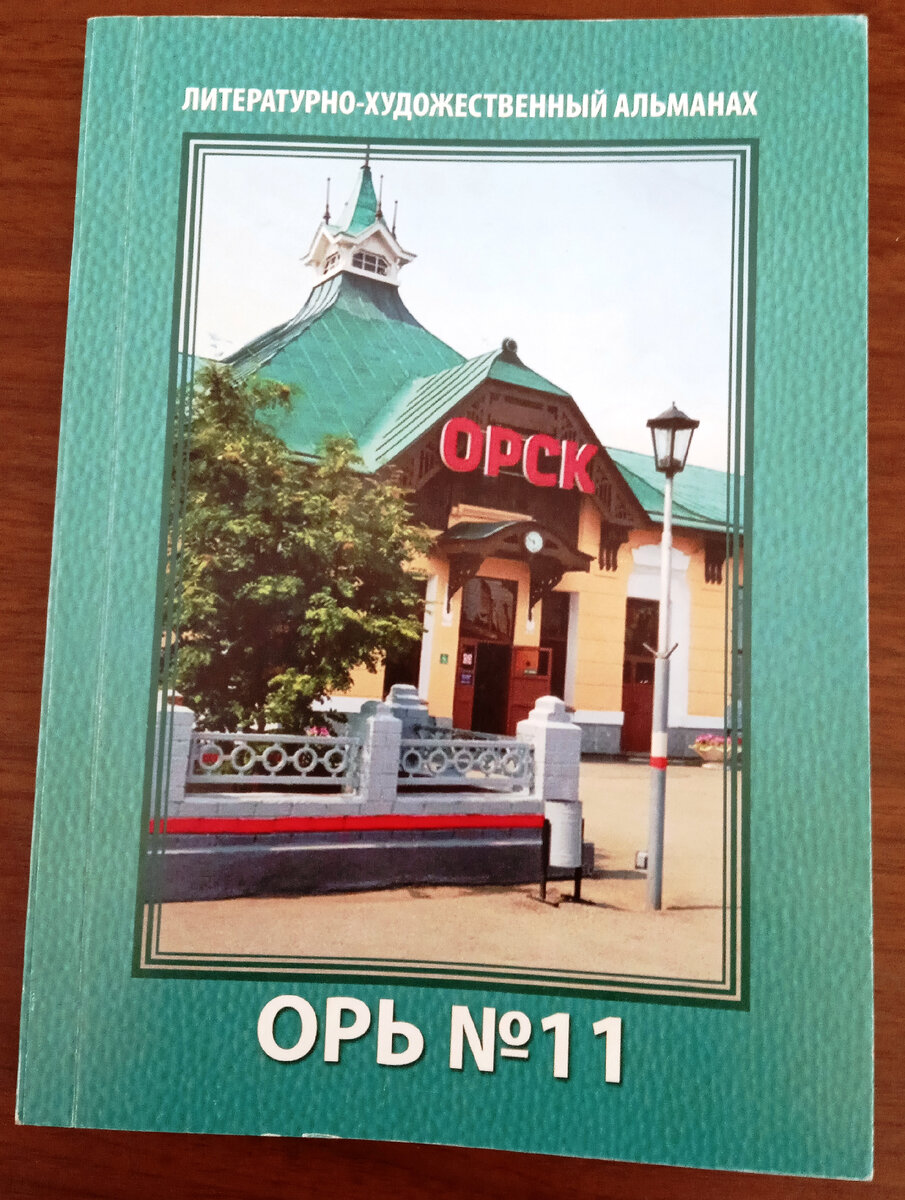 ЛИТЕРАТУРНО-ХУДОЖЕСТВЕННЫЙ АЛЬМАНАХ
ОРСК
ОРЬ №11